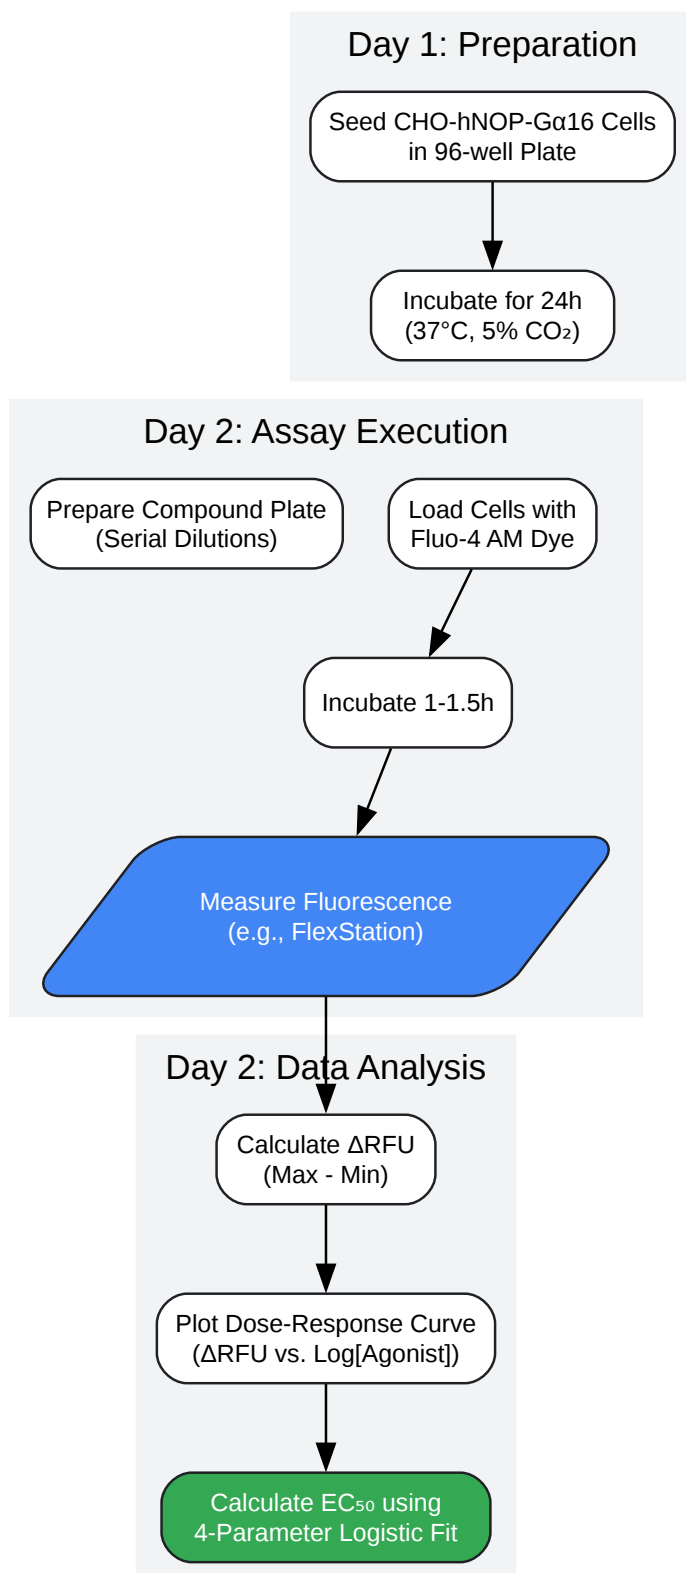 Day 1: Preparation
Seed CHO-hNOP-Gα16 Cells
in 96-well Plate
Incubate for 24h
(37°C, 5% CO₂)
Day 2: Assay Execution
Prepare Compound Plate
(Serial Dilutions)
Load Cells with
Fluo-4 AM Dye
Incubate 1-1.5h
Measure Fluorescence
(e.g., FlexStation)
Day 2: Data Analysis
Calculate ΔRFU
(Max - Min)
Plot Dose-Response Curve
(ΔRFU vs. Log[Agonist])
Calculate EC₅₀ using
4-Parameter Logistic Fit